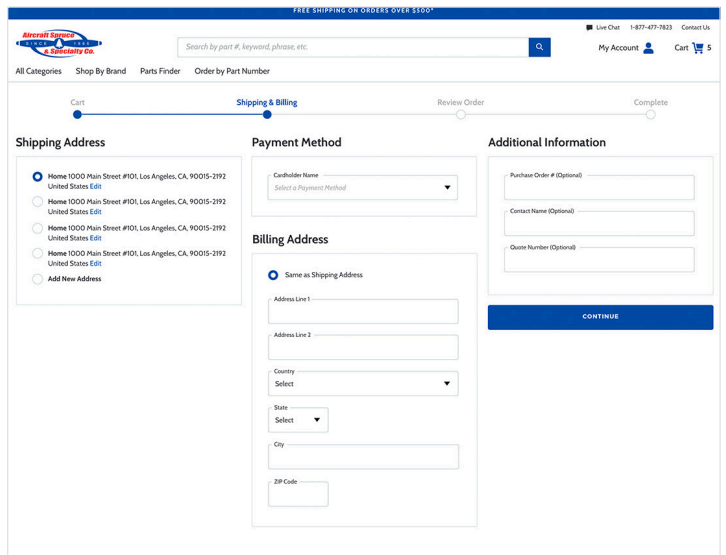 FREE SHIPPING ON ORDERS OVER $500*
Live Chat 1-877-477-7823 Contact Us
Aircraft Spruce
SINCE 1965
& Specialty Co.
Search by part #, keyword, phrase, etc.
My Account Cart 5
All Categories Shop By Brand Parts Finder Order by Part Number
Cart Shipping & Billing Review Order Complete
Shipping Address
Home 1000 Main Street #101, Los Angeles, CA, 90015-2192
United States Edit
Home 1000 Main Street #101, Los Angeles, CA, 90015-2192
United States Edit
Home 1000 Main Street #101, Los Angeles, CA, 90015-2192
United States Edit
Home 1000 Main Street #101, Los Angeles, CA, 90015-2192
United States Edit
Add New Address
Payment Method
Cardholder Name
Select a Payment Method
Billing Address
Same as Shipping Address
Address Line 1
Address Line 2
Country
Select
State
Select
City
ZIP Code
Additional Information
Purchase Order # (Optional)
Contact Name (Optional)
Quote Number (Optional)
CONTINUE